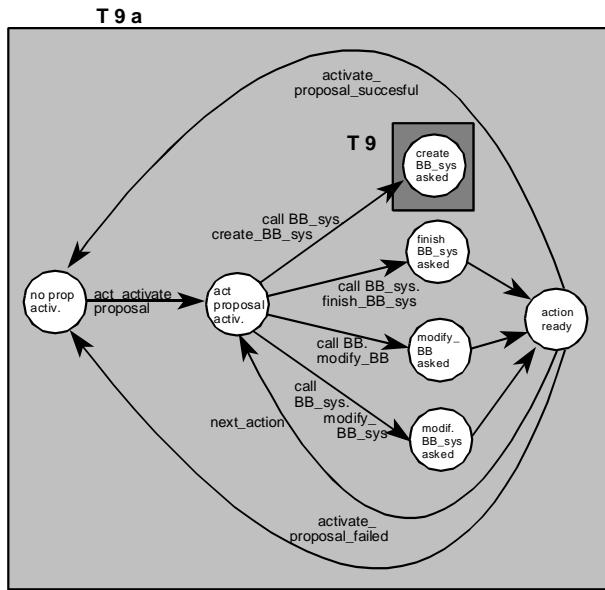 T 9 a
activate_
proposal_succesful
T 9
create
BB_sys
asked
call BB_sys.
create_BB_sys
finish
BB_sys
asked
no prop
activ.
act_activate
proposal
act
proposal
activ.
call BB_sys.
finish_BB_sys
action
ready
call BB.
modify_BB
modify_
BB
asked
call
BB_sys.
modify_
BB_sys
next_action
modif.
BB_sys
asked
activate_
proposal_failed